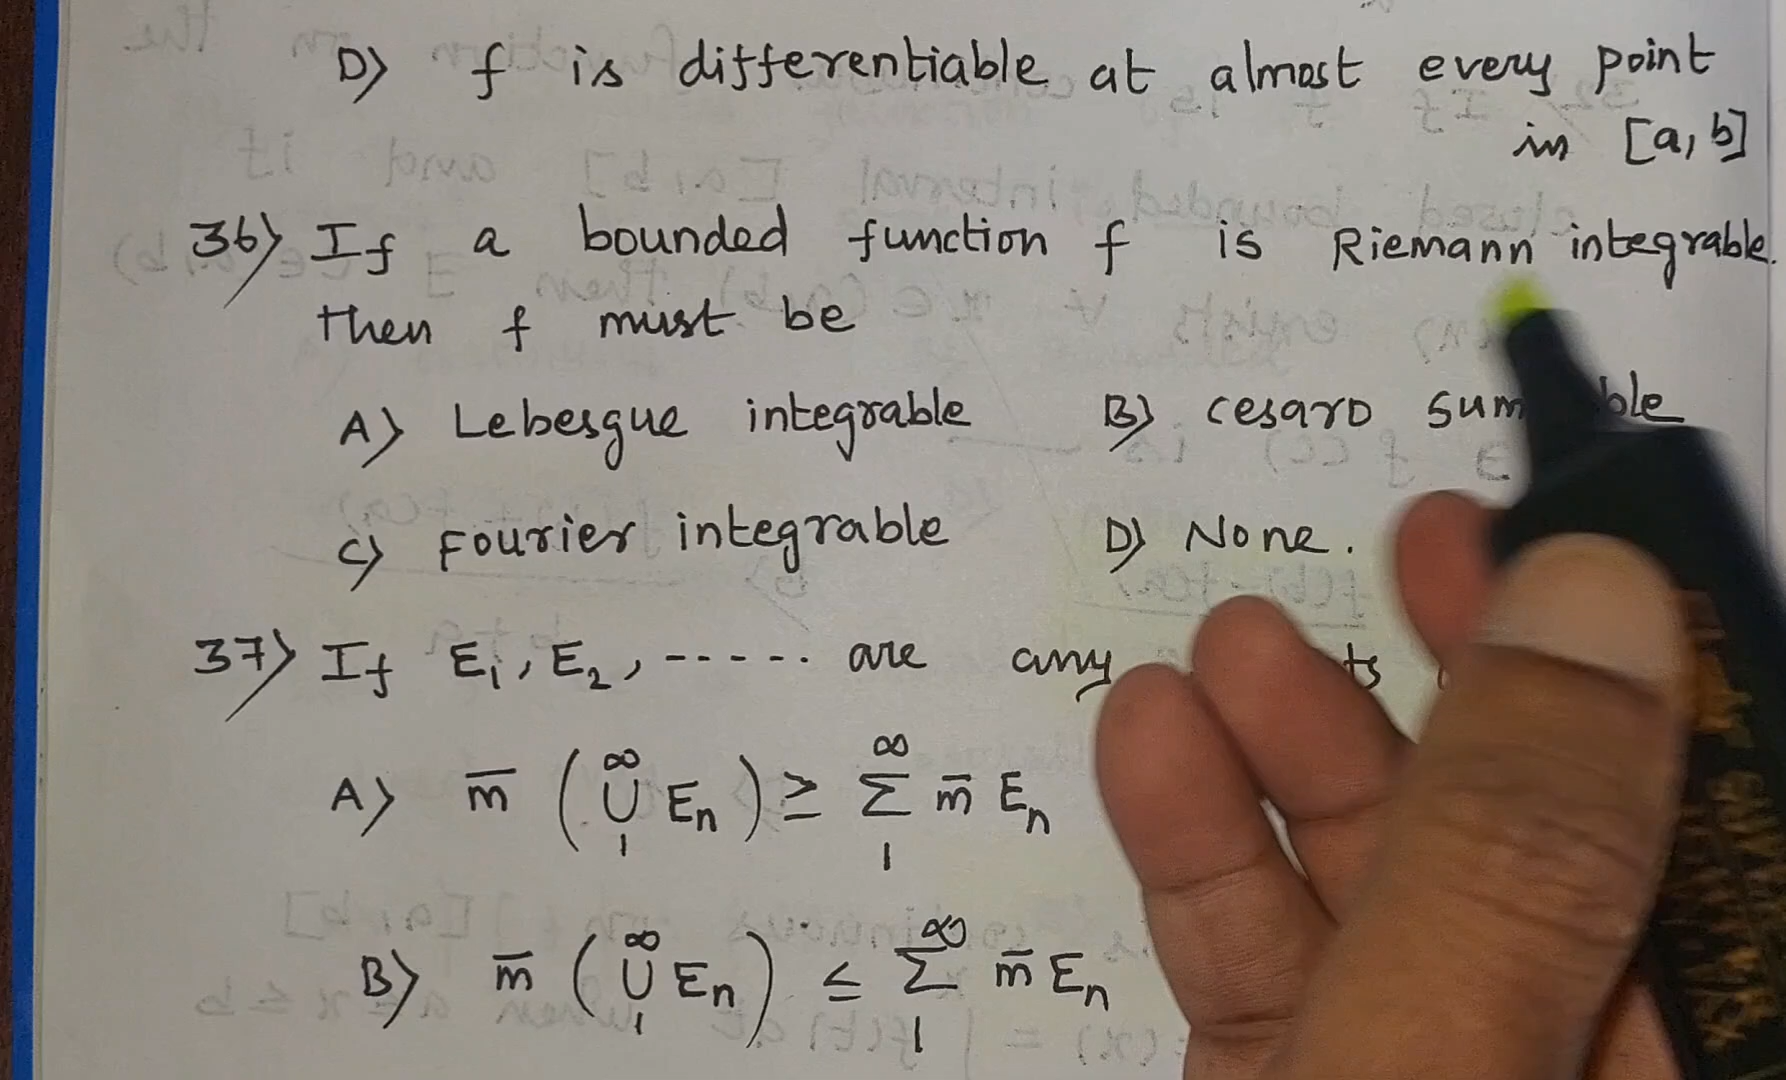 D) f is differentiable at almost every point
in [a, b]
36) If a bounded function f is Riemann integrable.
then f must be
A) Lebesgue integrable B) cesaro
C) Fourier integrable D) None.
37) If E₁, E₂, ----- are any
A) m̅ (∞∪1 Eₙ) ≥ ∞Σ1 m̅ Eₙ
B) m̅ (∞∪1 Eₙ) ≤ ∞Σ1 m̅ Eₙ